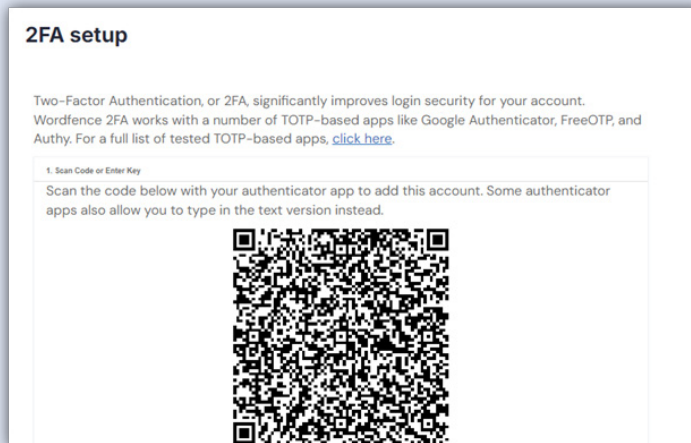 2FA setup
Two-Factor Authentication, or 2FA, significantly improves login security for your account.
Wordfence 2FA works with a number of TOTP-based apps like Google Authenticator, FreeOTP, and
Authy. For a full list of tested TOTP-based apps, click here.
1. Scan Code or Enter Key
Scan the code below with your authenticator app to add this account. Some authenticator
apps also allow you to type in the text version instead.